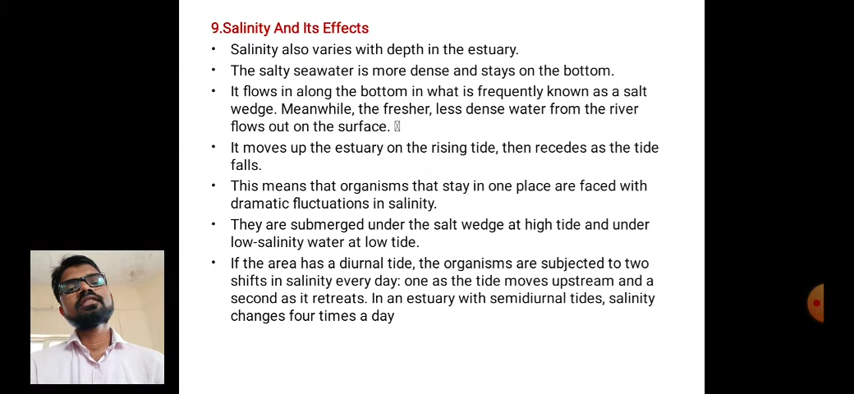 9.Salinity And Its Effects
• Salinity also varies with depth in the estuary.
• The salty seawater is more dense and stays on the bottom.
• It flows in along the bottom in what is frequently known as a salt
wedge. Meanwhile, the fresher, less dense water from the river
flows out on the surface.
• It moves up the estuary on the rising tide, then recedes as the tide
falls.
• This means that organisms that stay in one place are faced with
dramatic fluctuations in salinity.
• They are submerged under the salt wedge at high tide and under
low-salinity water at low tide.
• If the area has a diurnal tide, the organisms are subjected to two
shifts in salinity every day: one as the tide moves upstream and a
second as it retreats. In an estuary with semidiurnal tides, salinity
changes four times a day